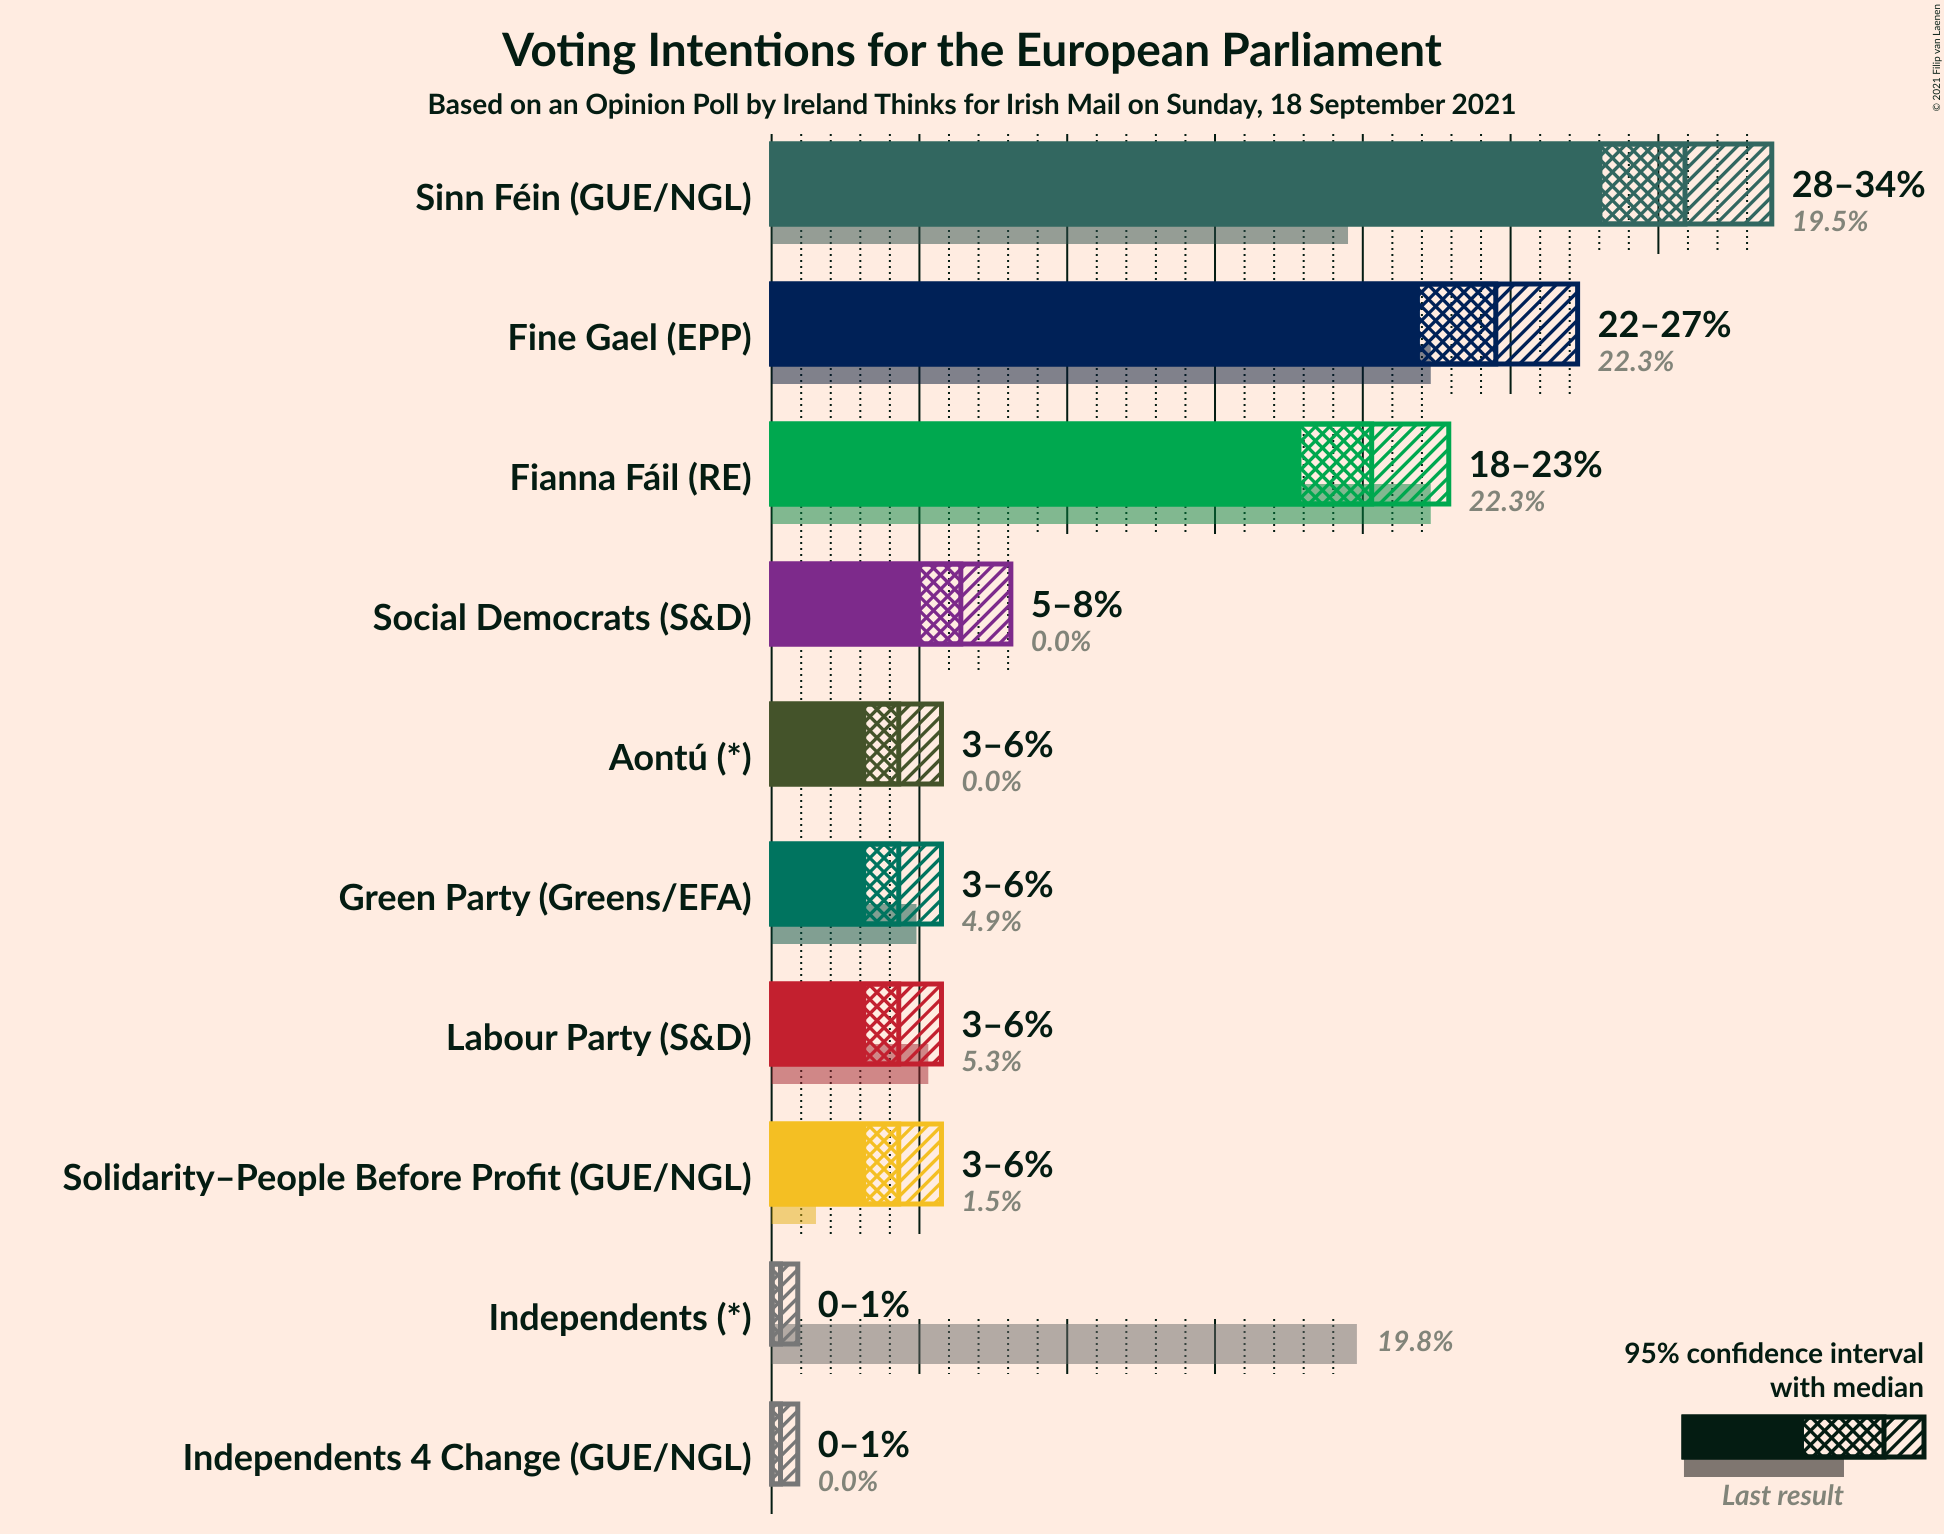 Voting Intentions for the European Parliament
Based on an Opinion Poll by Ireland Thinks for Irish Mail on Sunday, 18 September 2021
© 2021 Filip van Laenen
Sinn Féin (GUE/NGL)
28–34%
19.5%
Fine Gael (EPP)
22–27%
22.3%
Fianna Fáil (RE)
18–23%
22.3%
Social Democrats (S&D)
5–8%
0.0%
Aontú (*)
3–6%
0.0%
Green Party (Greens/EFA)
3–6%
4.9%
Labour Party (S&D)
3–6%
5.3%
Solidarity–People Before Profit (GUE/NGL)
3–6%
1.5%
Independents (*)
0–1%
19.8%
Independents 4 Change (GUE/NGL)
0–1%
0.0%
95% confidence interval
with median
Last result